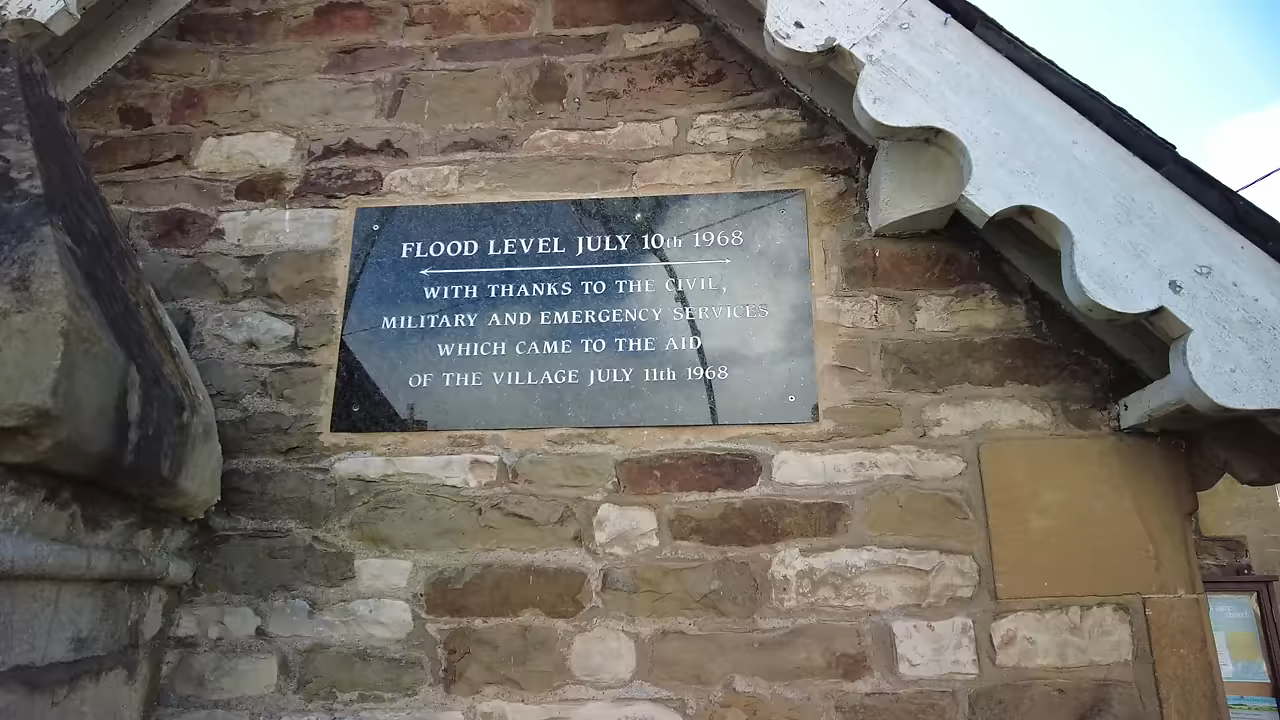 FLOOD LEVEL JULY 10th 1968
WITH THANKS TO THE CIVIL,
MILITARY AND EMERGENCY SERVICES
WHICH CAME TO THE AID
OF THE VILLAGE JULY 11th 1968